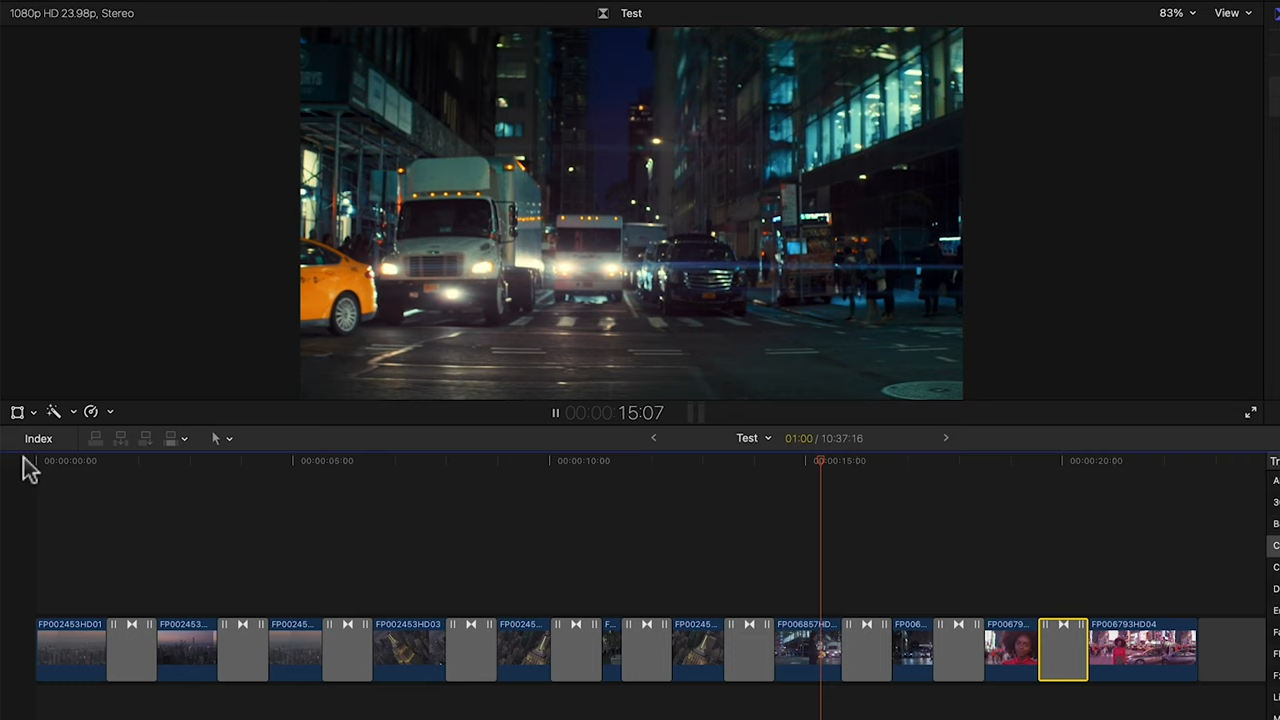 1080p HD 23.98p, Stereo
Test
83%
View
00:00:15:07
Index
Test
01:00 / 10:37:16
00:00:00:00
00:00:05:00
00:00:10:00
00:00:15:00
00:00:20:00
FP002453HD01
FP002453...
FP00245...
FP002453HD03
FP00245...
F...
FP00245...
FP006857HD...
FP006...
FP00679...
FP006793HD04
Tr